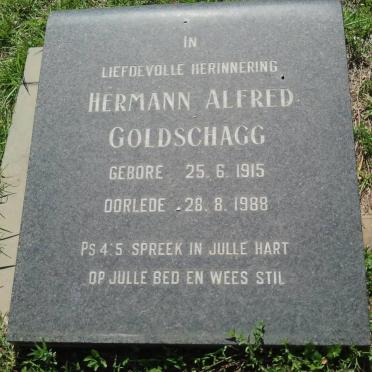 IN
LIEFDEVOLLE HERINNERING
HERMANN ALFRED
GOLDSCHAGG
GEBORE 25.6.1915
OORLEDE 28.8.1988
PS 4:5 SPREEK IN JULLE HART
OP JULLE BED EN WEES STIL